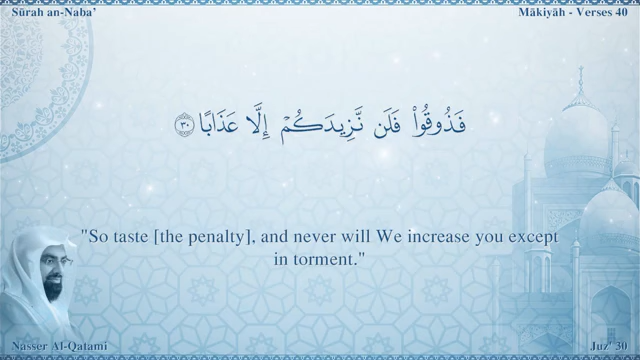 Sūrah an-Naba’
Mākiyāh - Verses 40
فَذُوقُوا۟ فَلَن نَّزِيدَكُمْ إِلَّا عَذَابًا ٣٠
"So taste [the penalty], and never will We increase you except
in torment."
Nasser Al-Qatami
Juz' 30